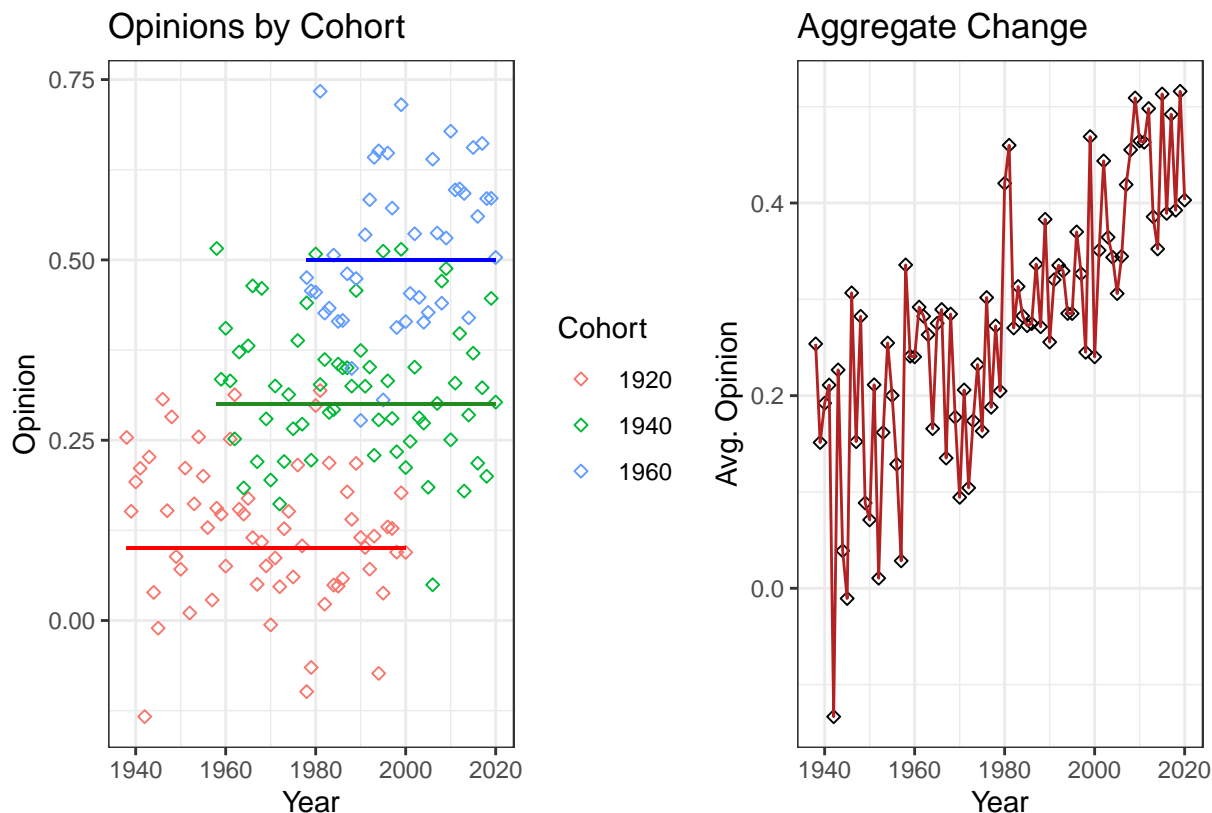 Opinions by Cohort
0.75
0.50
0.25
0.00
Opinion
1940 1960 1980 2000 2020
Year
Cohort
1920
1940
1960
Aggregate Change
0.4
0.2
0.0
Avg. Opinion
1940 1960 1980 2000 2020
Year